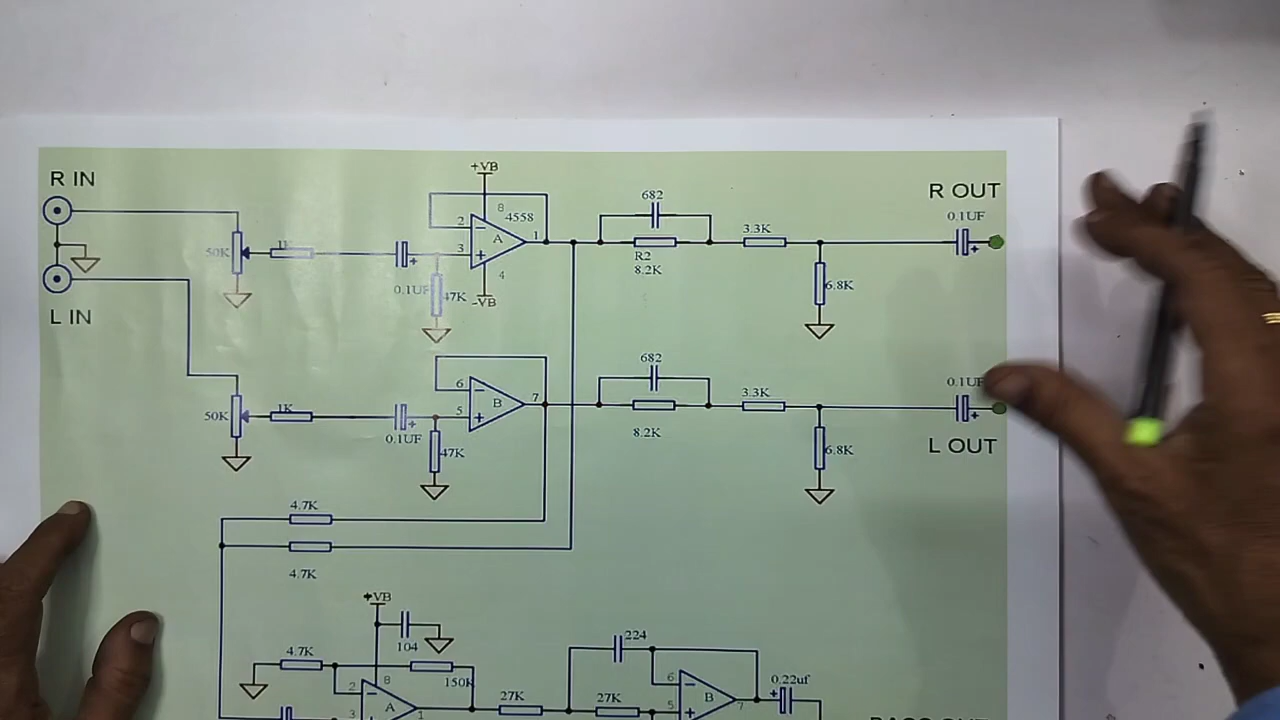 R IN
L IN
50K
1K
0.1UF
47K
+VB
8
2
4558
A
3
1
4
-VB
682
R2
8.2K
3.3K
6.8K
R OUT
0.1UF
50K
1K
0.1UF
47K
6
B
7
5
682
8.2K
3.3K
6.8K
0.1UF
L OUT
4.7K
4.7K
+VB
104
4.7K
8
150K
2
A
3
1
27K
27K
224
6
B
5
7
0.22uf